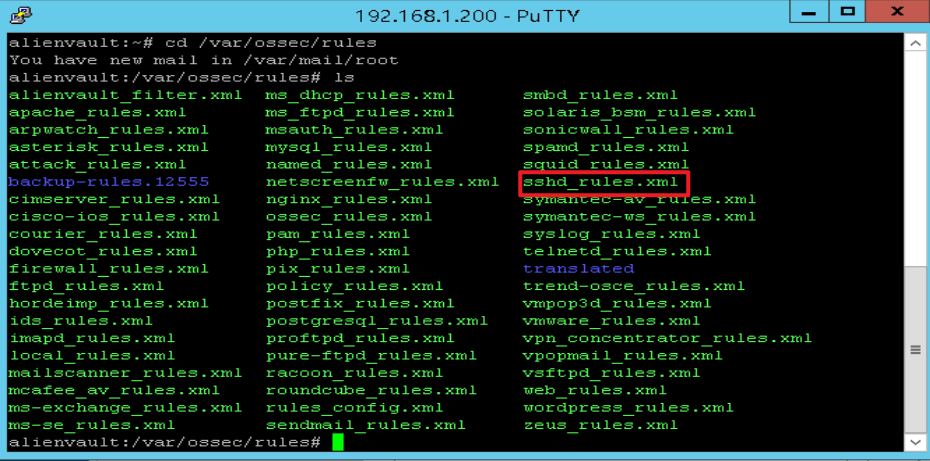 192.168.1.200 - PuTTY
alienvault:~# cd /var/ossec/rules
You have new mail in /var/mail/root
alienvault:/var/ossec/rules# ls
alienvault_filter.xml ms_dhcp_rules.xml smbd_rules.xml
apache_rules.xml ms_ftpd_rules.xml solaris_bsm_rules.xml
arpwatch_rules.xml msauth_rules.xml sonicwall_rules.xml
asterisk_rules.xml mysql_rules.xml spamd_rules.xml
attack_rules.xml named_rules.xml squid_rules.xml
backup-rules.12555 netscreenfw_rules.xml sshd_rules.xml
cimserver_rules.xml nginx_rules.xml symantec-av_rules.xml
cisco-ios_rules.xml ossec_rules.xml symantec-ws_rules.xml
courier_rules.xml pam_rules.xml syslog_rules.xml
dovecot_rules.xml php_rules.xml telnetd_rules.xml
firewall_rules.xml pix_rules.xml translated
ftpd_rules.xml policy_rules.xml trend-osce_rules.xml
hordeimp_rules.xml postfix_rules.xml vmpop3d_rules.xml
ids_rules.xml postgresql_rules.xml vmware_rules.xml
imapd_rules.xml proftpd_rules.xml vpn_concentrator_rules.xml
local_rules.xml pure-ftpd_rules.xml vpopmail_rules.xml
mailscanner_rules.xml racoon_rules.xml vsftpd_rules.xml
mcafee_av_rules.xml roundcube_rules.xml web_rules.xml
ms-exchange_rules.xml rules_config.xml wordpress_rules.xml
ms-se_rules.xml sendmail_rules.xml zeus_rules.xml
alienvault:/var/ossec/rules#